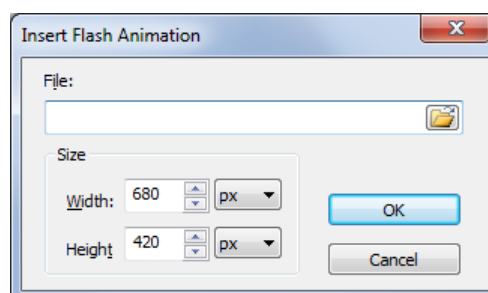 Insert Flash Animation
File:
Size
Width: 680 px
Height 420 px
OK
Cancel